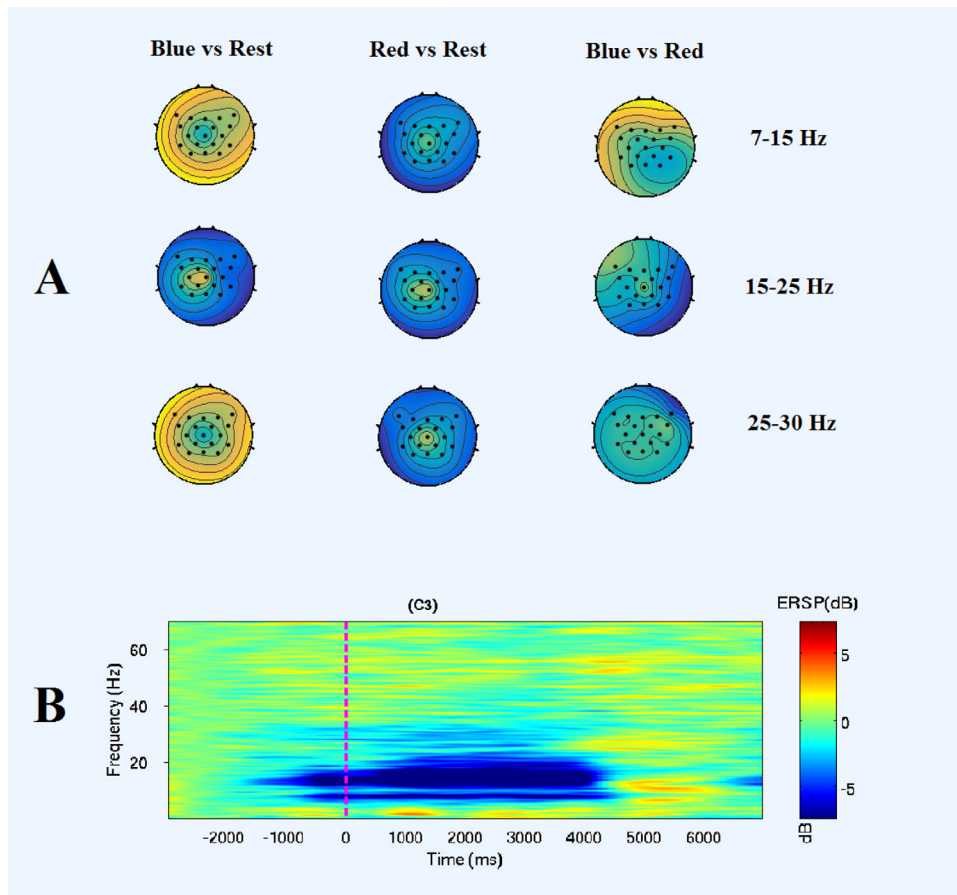 Blue vs Rest
Red vs Rest
Blue vs Red
7-15 Hz
A
15-25 Hz
25-30 Hz
(C3)
ERSP(dB)
B
Frequency (Hz)
60
40
20
5
0
-5
dB
-2000 -1000 0 1000 2000 3000 4000 5000 6000
Time (ms)